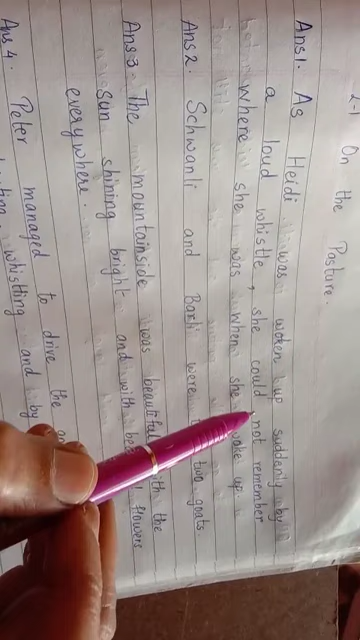 2.1 On the Pasture.
Ans1. As Heidi was woken up suddenly by
a loud whistle, she could not remember
where she was when she woke up.
Ans2. Schwanli and Barli were two goats
Ans3. The mountainside was beautiful with the
sun shining bright and with flowers
everywhere.
Ans4. Peter managed to drive the
whistling and by